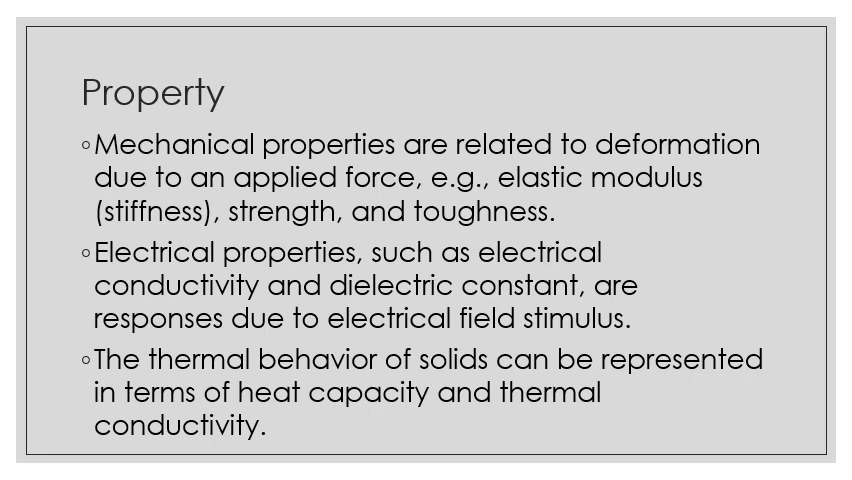 Property
◦Mechanical properties are related to deformation
due to an applied force, e.g., elastic modulus
(stiffness), strength, and toughness.
◦Electrical properties, such as electrical
conductivity and dielectric constant, are
responses due to electrical field stimulus.
◦The thermal behavior of solids can be represented
in terms of heat capacity and thermal
conductivity.